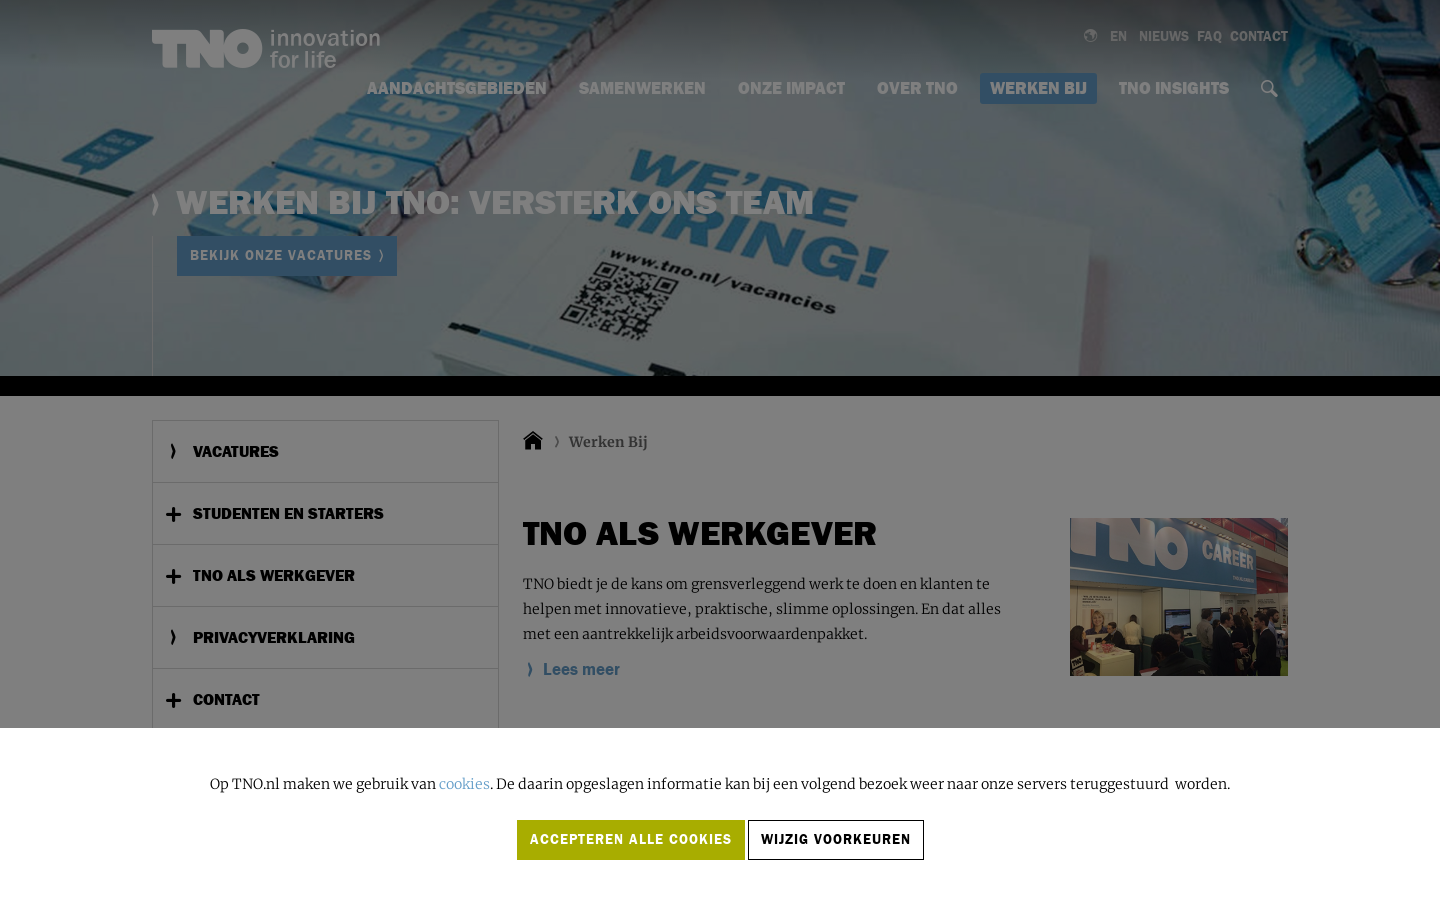 TNO innovation
for life
EN NIEUWS FAQ CONTACT
AANDACHTSGEBIEDEN SAMENWERKEN ONZE IMPACT OVER TNO WERKEN BIJ TNO INSIGHTS
Got to
know
TNO!
WE'RE
HIRING!
www.tno.nl/vacancies
WERKEN BIJ TNO: VERSTERK ONS TEAM
BEKIJK ONZE VACATURES
VACATURES
STUDENTEN EN STARTERS
TNO ALS WERKGEVER
PRIVACYVERKLARING
CONTACT
Werken Bij
TNO ALS WERKGEVER
TNO biedt je de kans om grensverleggend werk te doen en klanten te
helpen met innovatieve, praktische, slimme oplossingen. En dat alles
met een aantrekkelijk arbeidsvoorwaardenpakket.
Lees meer
TNO CAREER
Op TNO.nl maken we gebruik van cookies. De daarin opgeslagen informatie kan bij een volgend bezoek weer naar onze servers teruggestuurd worden.
ACCEPTEREN ALLE COOKIES WIJZIG VOORKEUREN